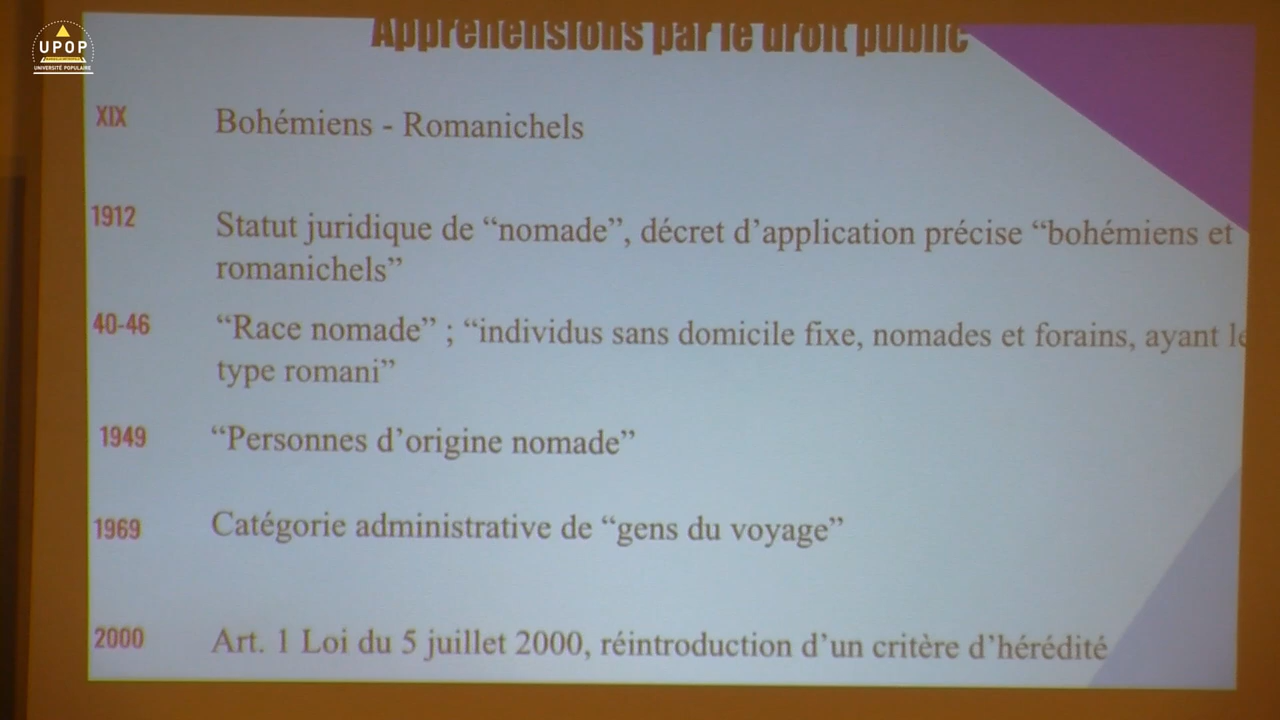 UPOP
UNIVERSITÉ POPULAIRE
Appréhensions par le droit public
XIX Bohémiens - Romanichels
1912 Statut juridique de “nomade”, décret d’application précise “bohémiens et
romanichels”
40-46 “Race nomade” ; “individus sans domicile fixe, nomades et forains, ayant le
type romani”
1949 “Personnes d’origine nomade”
1969 Catégorie administrative de “gens du voyage”
2000 Art. 1 Loi du 5 juillet 2000, réintroduction d’un critère d’hérédité